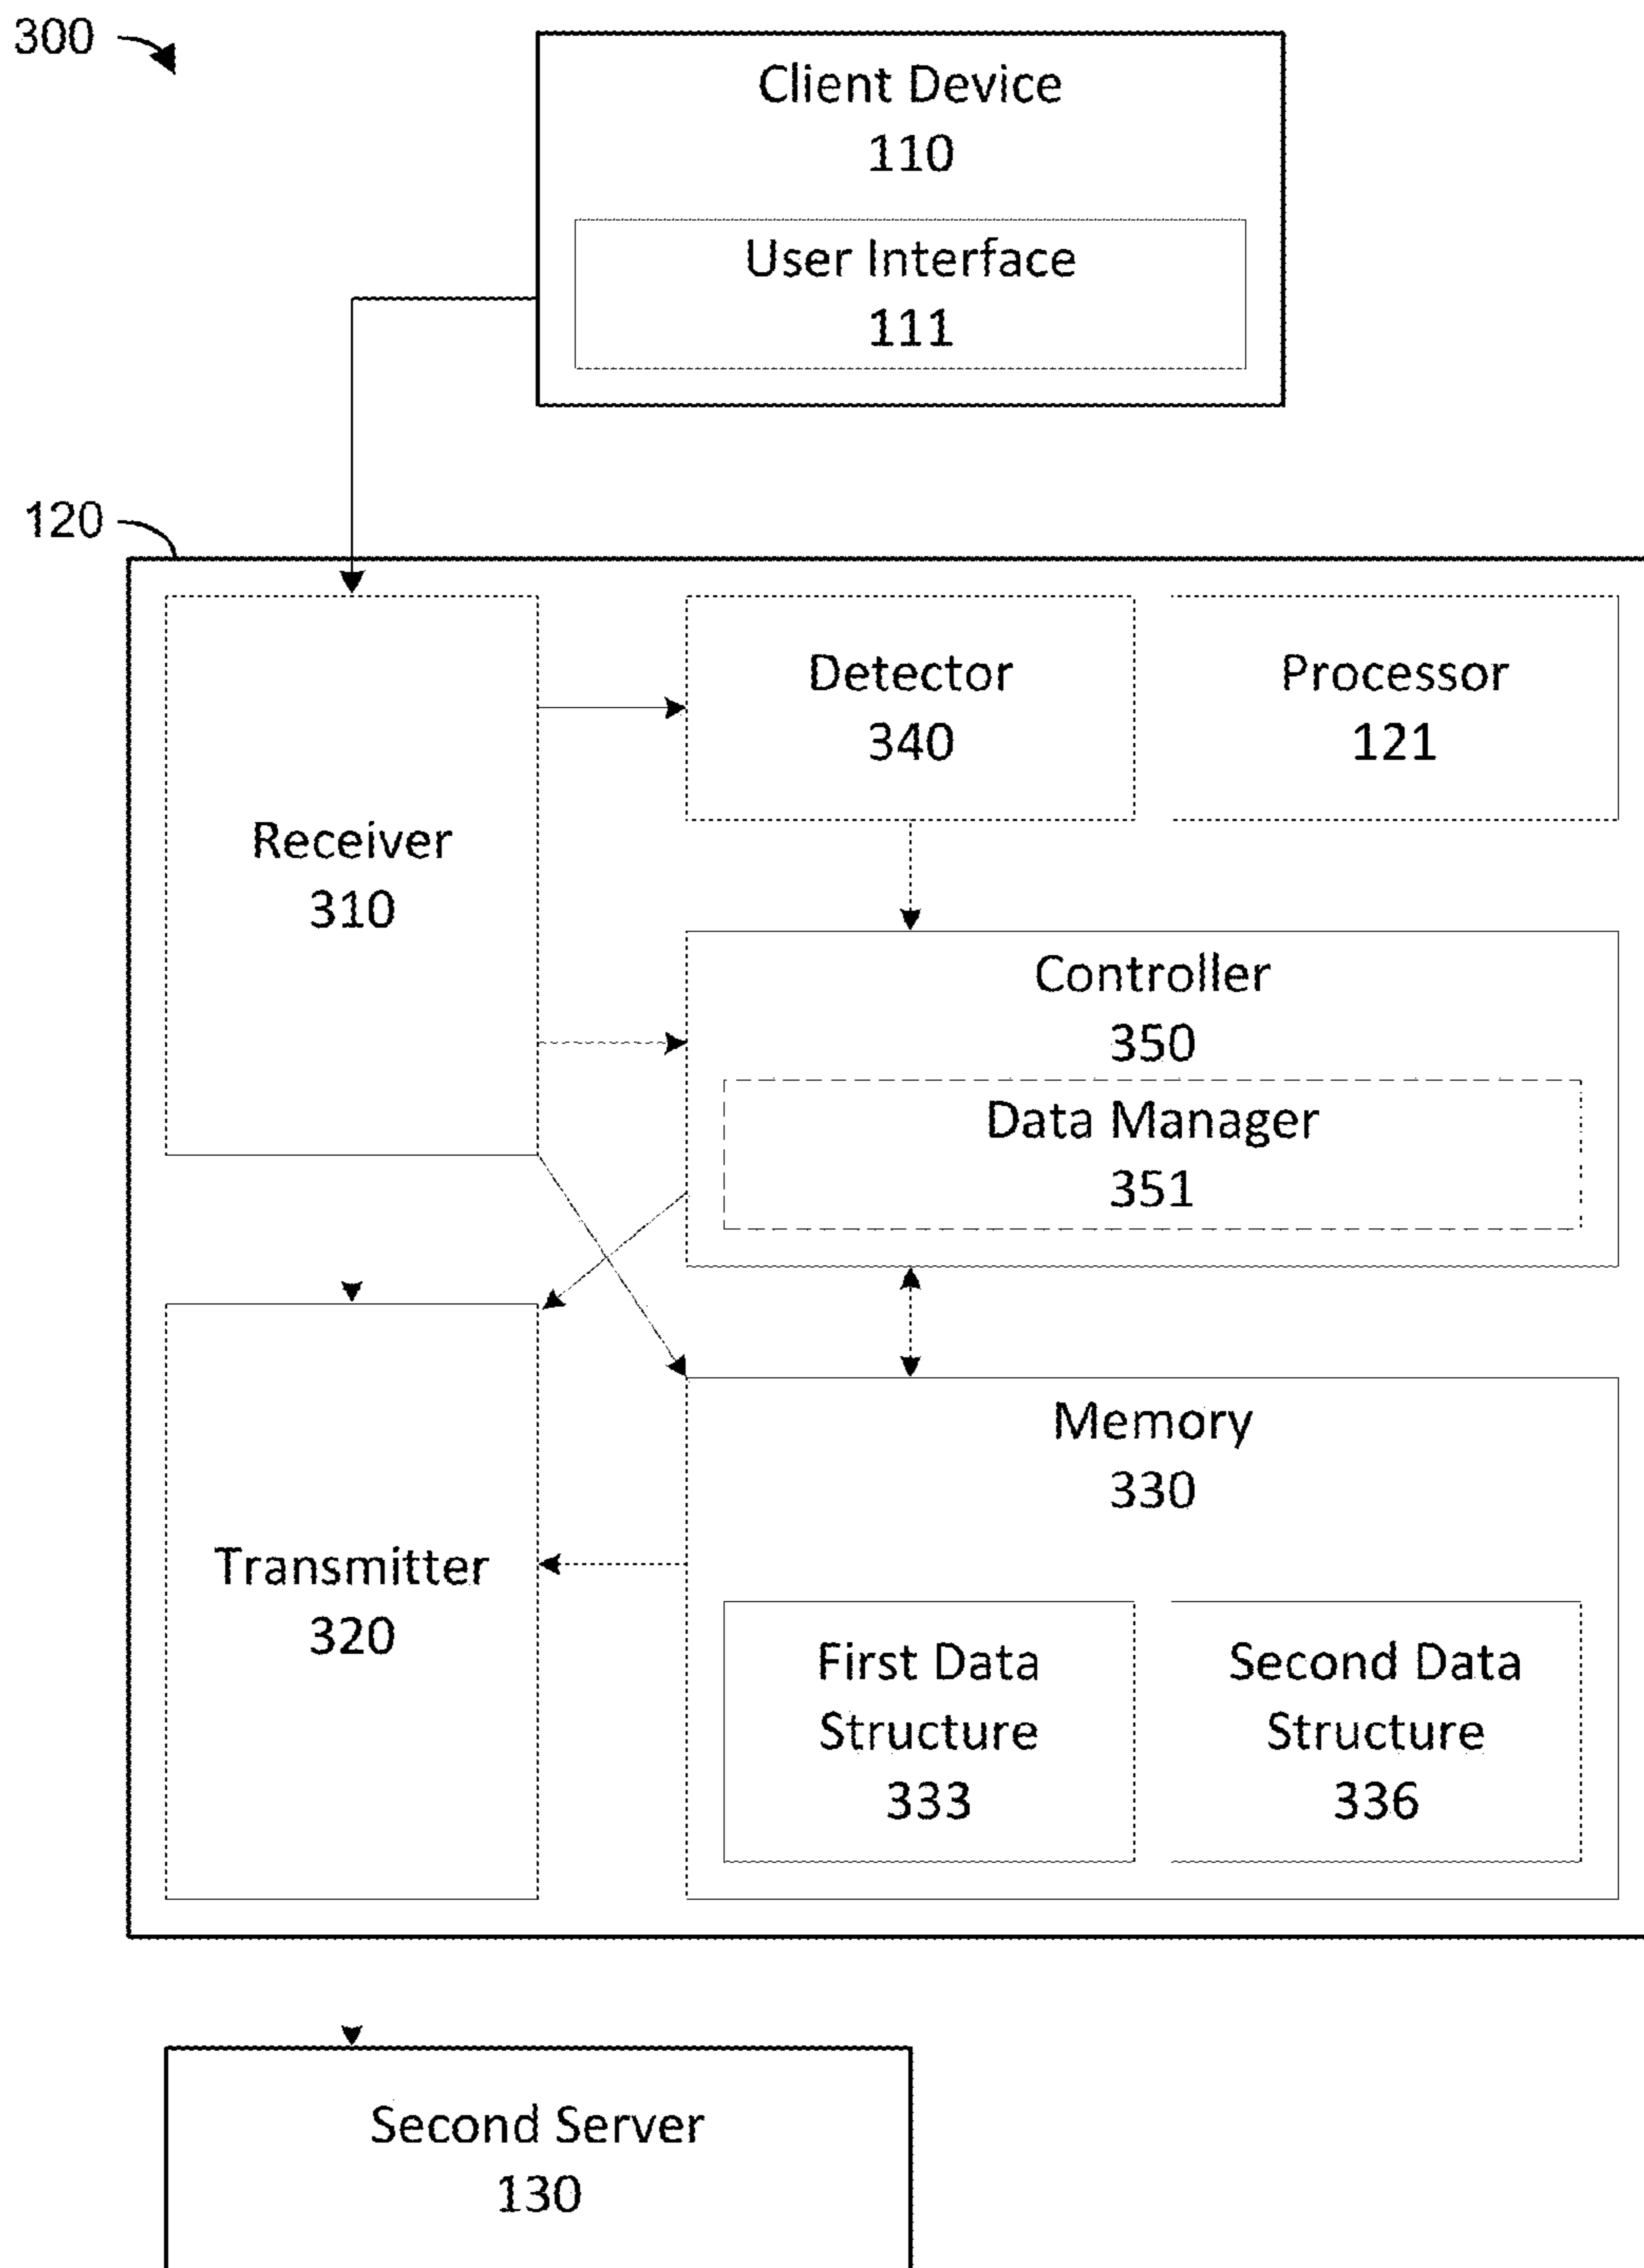 300
Client Device
110
User Interface
111
120
Receiver
310
Detector
340
Processor
121
Controller
350
Data Manager
351
Transmitter
320
Memory
330
First Data
Structure
333
Second Data
Structure
336
Second Server
130